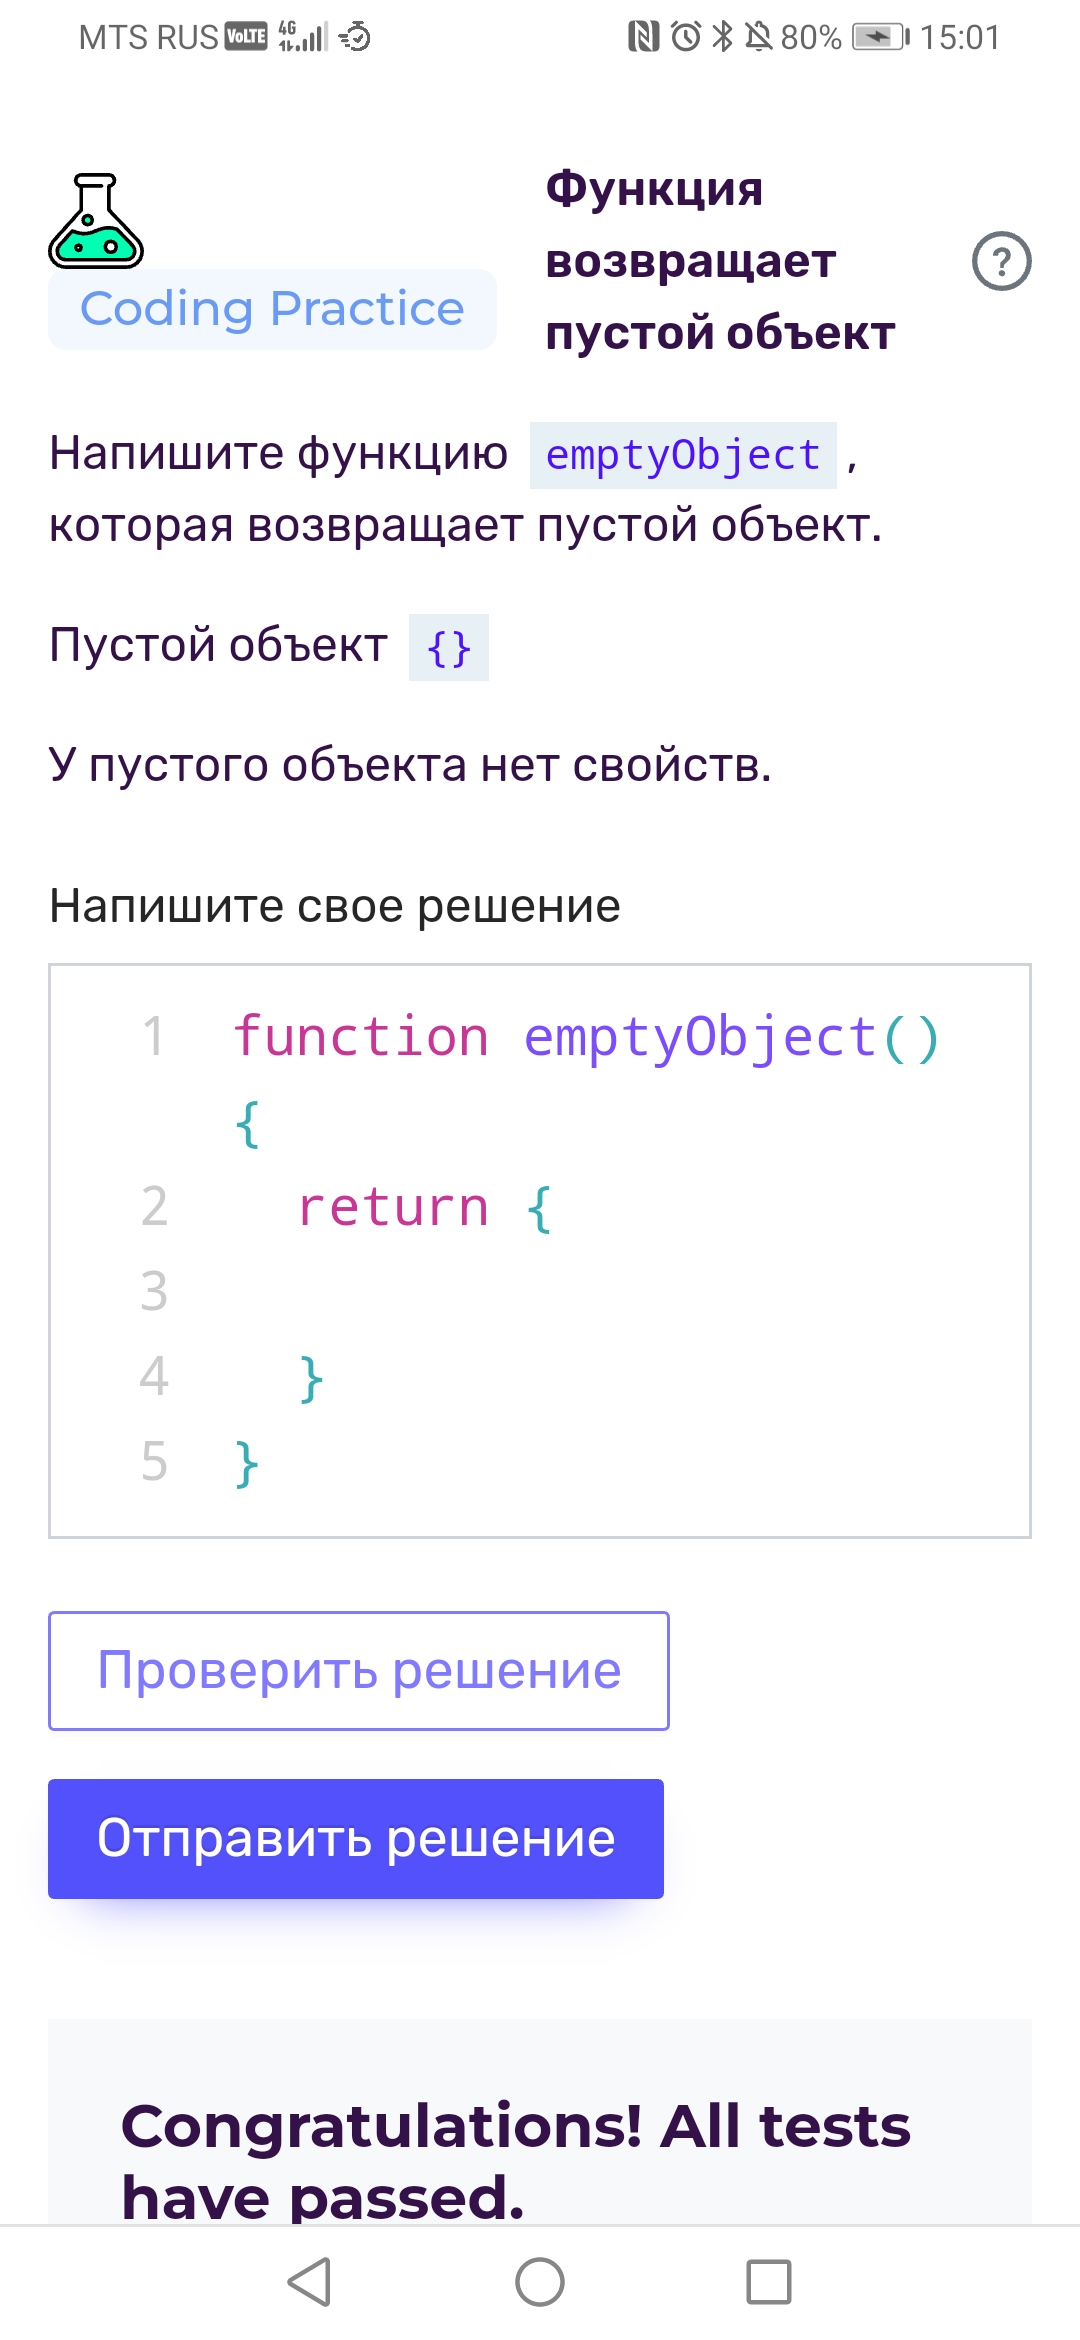 MTS RUS VoLTE 4G 80% 15:01
Coding Practice
Функция
возвращает
пустой объект
?
Напишите функцию emptyObject ,
которая возвращает пустой объект.
Пустой объект {}
У пустого объекта нет свойств.
Напишите свое решение
1 function emptyObject()
{
2 return {
3
4 }
5 }
Проверить решение
Отправить решение
Congratulations! All tests
have passed.